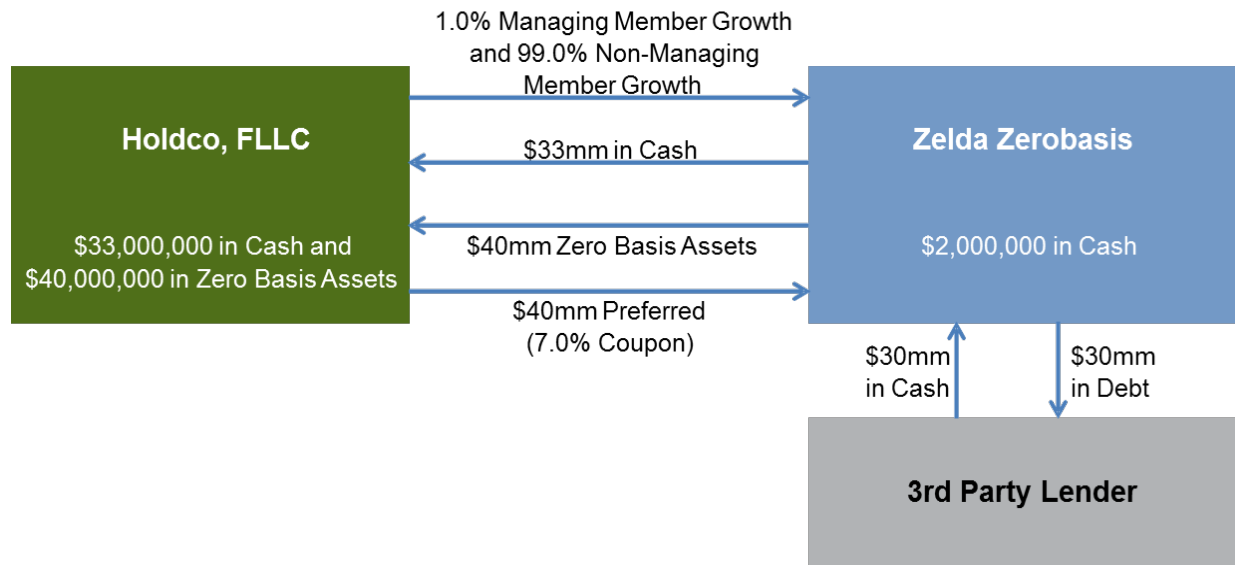 1.0% Managing Member Growth
and 99.0% Non-Managing
Member Growth
Holdco, FLLC
$33mm in Cash
Zelda Zerobasis
$33,000,000 in Cash and
$40,000,000 in Zero Basis Assets
$40mm Zero Basis Assets
$2,000,000 in Cash
$40mm Preferred
(7.0% Coupon)
$30mm
in Cash
$30mm
in Debt
3rd Party Lender